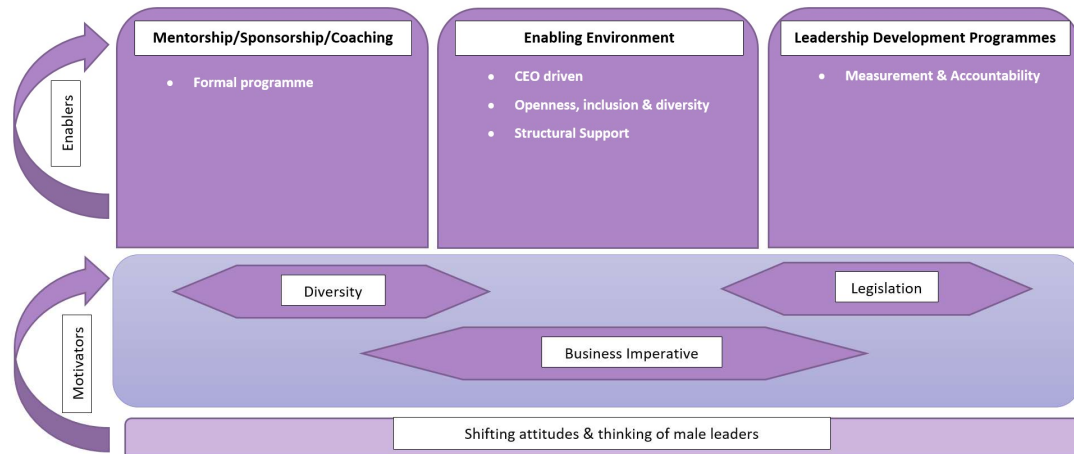 Mentorship/Sponsorship/Coaching
Formal programme
Enabling Environment
CEO driven
Openness, inclusion & diversity
Structural Support
Leadership Development Programmes
Measurement & Accountability
Enablers
Diversity
Legislation
Business Imperative
Motivators
Shifting attitudes & thinking of male leaders